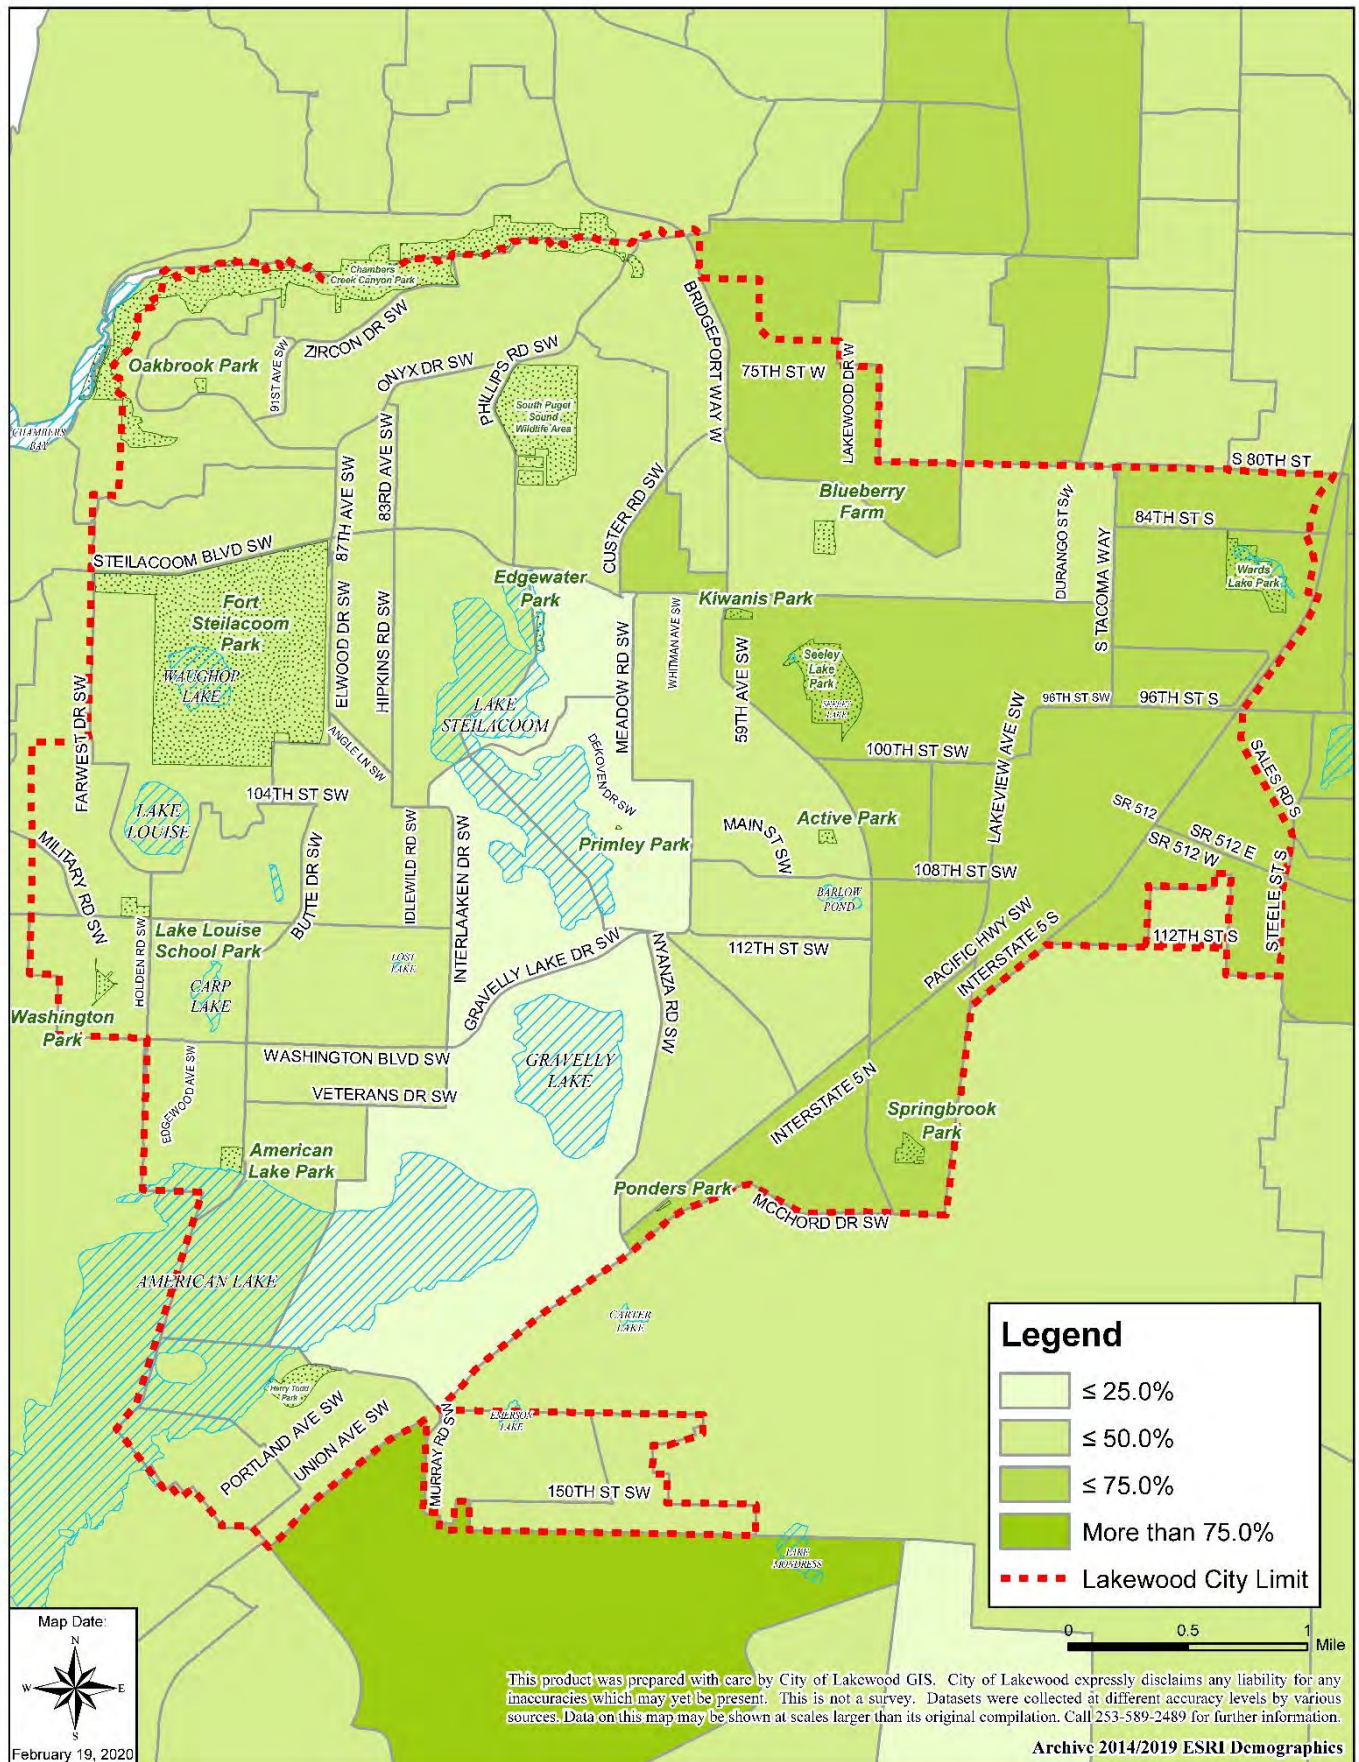 Chambers
Creek Canyon Park
ZIRCON DR SW
91ST AVE SW
Oakbrook Park
ONYX DR SW
PHILLIPS RD SW
South Puget
Sound
Wildlife Area
BRIDGEPORT WAY W
75TH ST W
LAKEWOOD DR W
CHAMBERS
BAY
S 80TH ST
83RD AVE SW
87TH AVE SW
CUSTER RD SW
Blueberry
Farm
DURANGO ST SW
84TH ST S
S TACOMA WAY
STEILACOOM BLVD SW
Wards
Lake Park
Edgewater
Park
Kiwanis Park
Fort
Steilacoom
Park
WAUGHOP
LAKE
ELWOOD DR SW
HIPKINS RD SW
MEADOW RD SW
WHITMAN AVE SW
59TH AVE SW
Seeley
Lake
Park
SEELEY
LAKE
LAKE
STEILACOOM
96TH ST SW
96TH ST S
FARWEST DR SW
ANGLE LN SW
DEKOVEN DR SW
100TH ST SW
LAKEVIEW AVE SW
SALES RD S
104TH ST SW
LAKE
LOUISE
SR 512
SR 512 E
SR 512 W
MILITARY RD SW
BUTTE DR SW
IDLEWILD RD SW
INTERLAAKEN DR SW
Primley Park
MAIN ST SW
Active Park
108TH ST SW
BARLOW
POND
STEELE ST S
Lake Louise
School Park
HOLDEN RD SW
CARP
LAKE
LOST
LAKE
GRAVELLY LAKE DR SW
NYANZA RD SW
112TH ST SW
PACIFIC HWY SW
INTERSTATE 5 S
112TH ST S
Washington
Park
WASHINGTON BLVD SW
EDGEWOOD AVE SW
VETERANS DR SW
GRAVELLY
LAKE
INTERSTATE 5 N
Springbrook
Park
American
Lake Park
Ponders Park
MCCHORD DR SW
AMERICAN LAKE
CARTER
LAKE
Harry Todd
Park
PORTLAND AVE SW
UNION AVE SW
MURRAY RD SW
EMERSON
LAKE
150TH ST SW
LAKE
MONDRESS
Legend
≤ 25.0%
≤ 50.0%
≤ 75.0%
More than 75.0%
Lakewood City Limit
0 0.5 1
Mile
Map Date:
N
W E
S
February 19, 2020
This product was prepared with care by City of Lakewood GIS. City of Lakewood expressly disclaims any liability for any
inaccuracies which may yet be present. This is not a survey. Datasets were collected at different accuracy levels by various
sources. Data on this map may be shown at scales larger than its original compilation. Call 253-589-2489 for further information.
Archive 2014/2019 ESRI Demographics